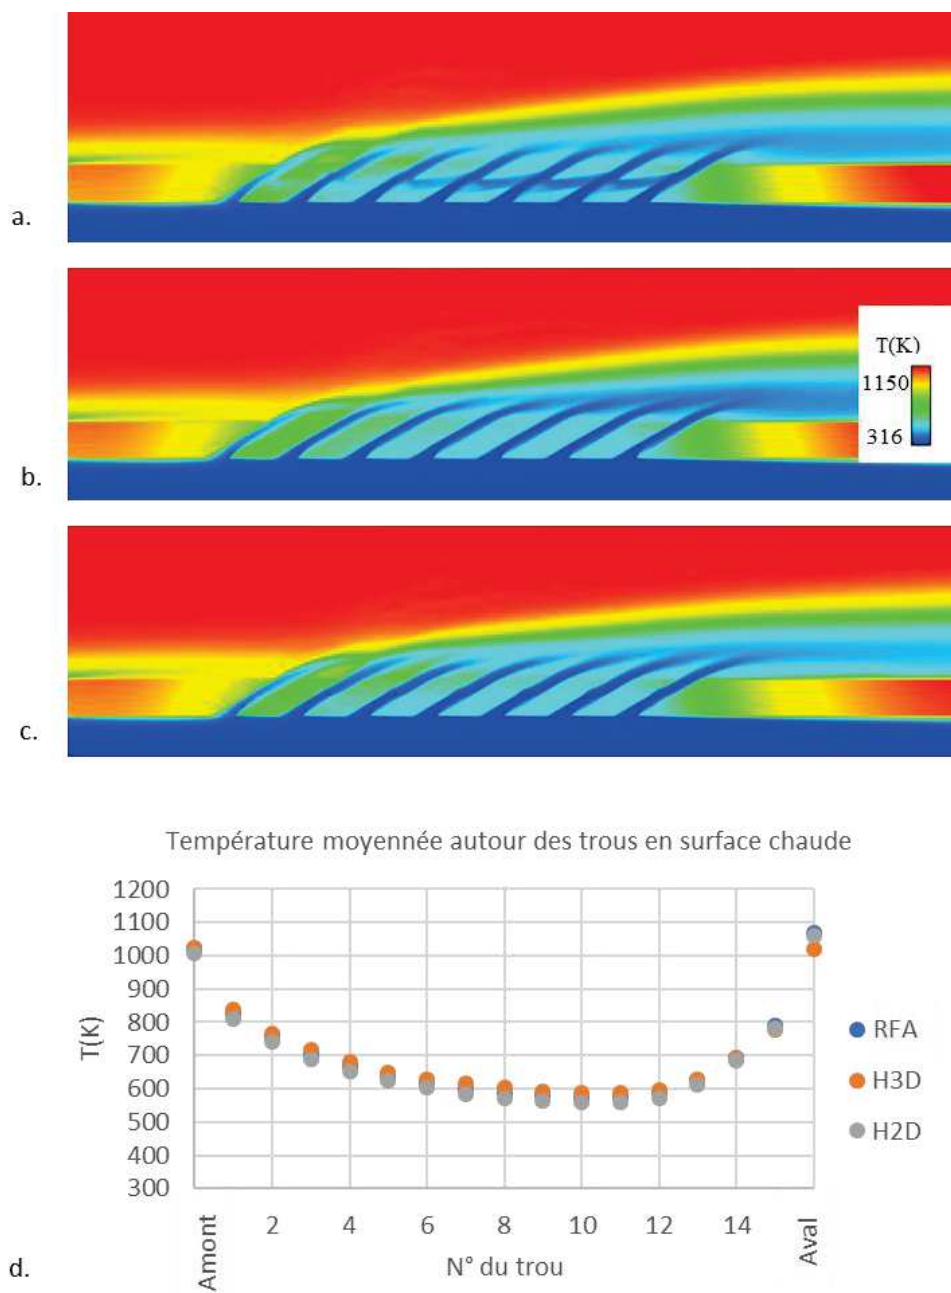 a.
T(K)
1150
316
b.
c.
Température moyennée autour des trous en surface chaude
1200
1100
1000
900
800
700
600
500
400
300
T(K)
RFA
H3D
H2D
Amont
2
4
6
8
10
12
14
Aval
N° du trou
d.